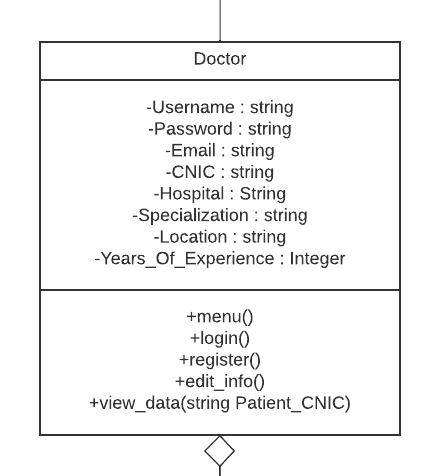 Doctor
-Username : string
-Password : string
-Email : string
-CNIC : string
-Hospital : String
-Specialization : string
-Location : string
-Years_Of_Experience : Integer
+menu()
+login()
+register()
+edit_info()
+view_data(string Patient_CNIC)